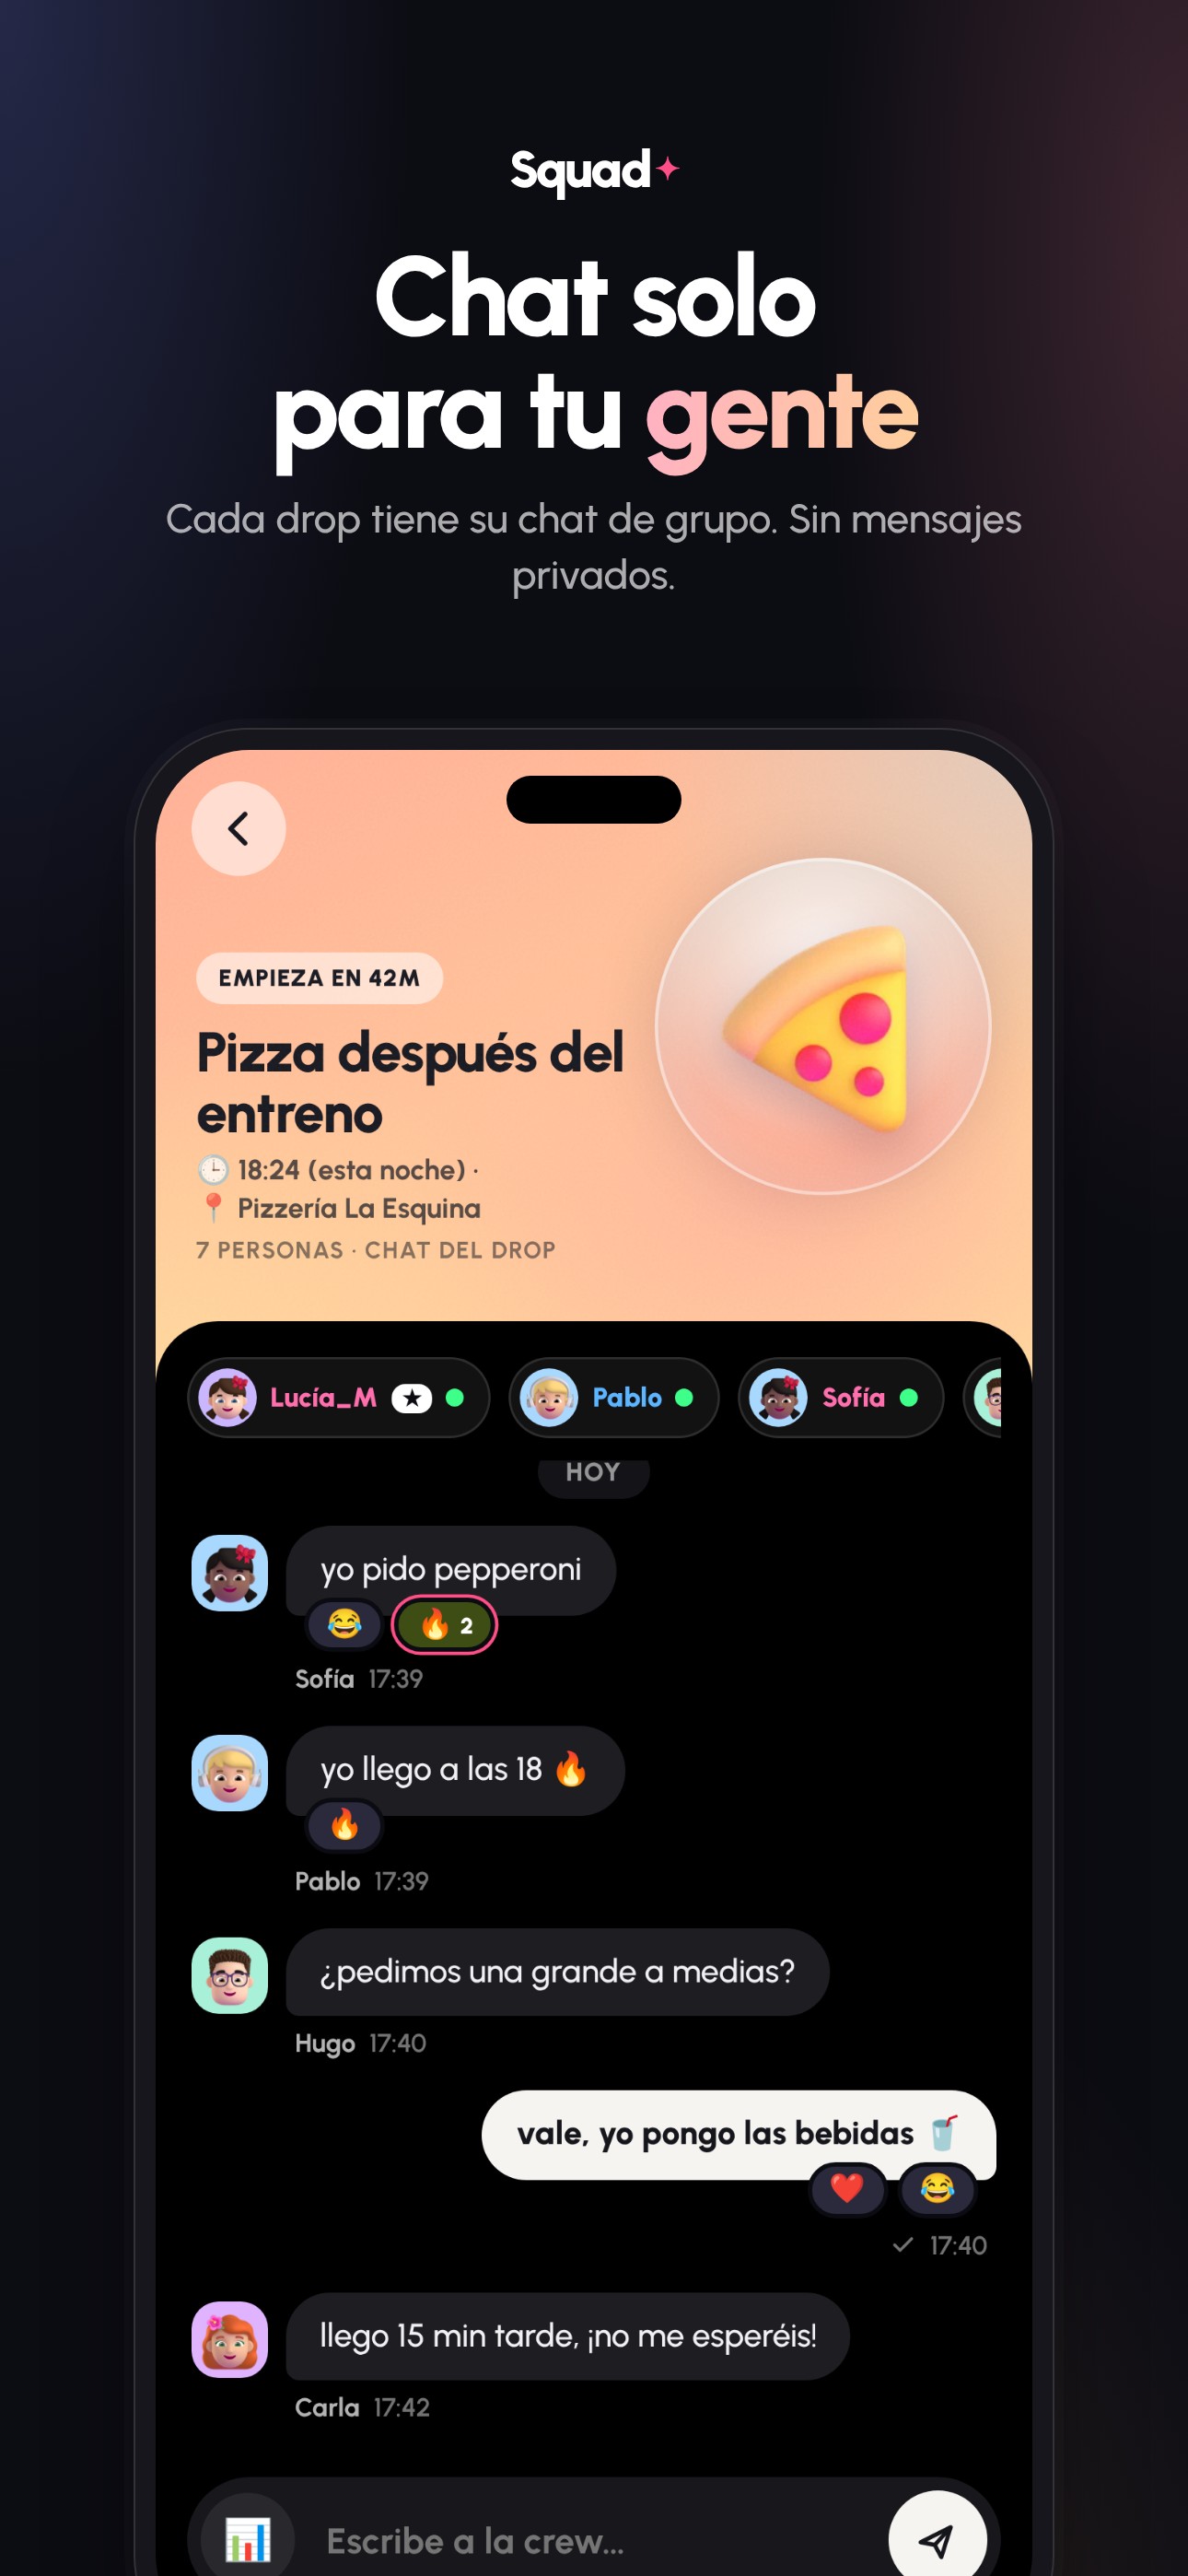 Squad
Chat solo
para tu gente
Cada drop tiene su chat de grupo. Sin mensajes
privados.
EMPIEZA EN 42M
Pizza después del
entreno
🕒 18:24 (esta noche) ·
📍 Pizzería La Esquina
7 PERSONAS · CHAT DEL DROP
Lucía_M ★ Pablo Sofía
HOY
yo pido pepperoni
😂 🔥 2
Sofía 17:39
yo llego a las 18 🔥
🔥
Pablo 17:39
¿pedimos una grande a medias?
Hugo 17:40
vale, yo pongo las bebidas 🥤
❤️ 😂
✓ 17:40
llego 15 min tarde, ¡no me esperéis!
Carla 17:42
📊 Escribe a la crew...